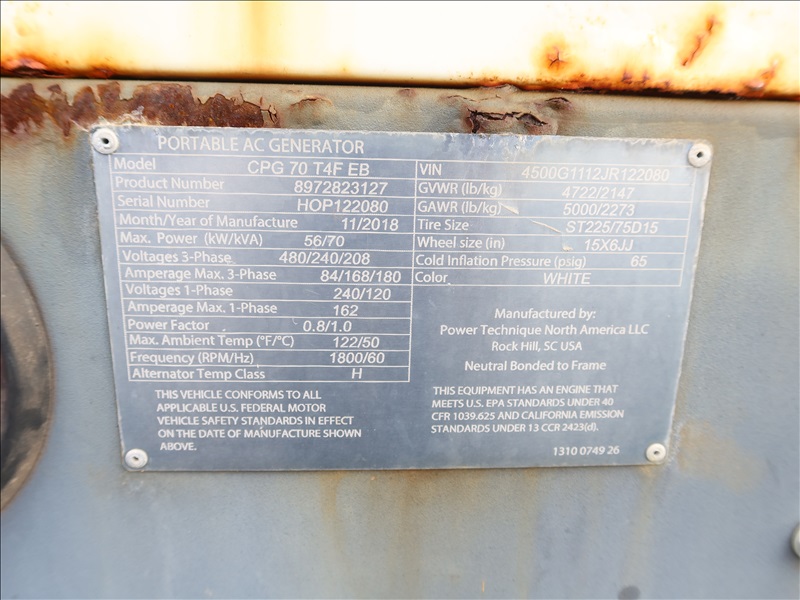 PORTABLE AC GENERATOR
Model CPG 70 T4F EB
Product Number 8972823127
Serial Number HOP122080
Month/Year of Manufacture 11/2018
Max. Power (kW/kVA) 56/70
Voltages 3-Phase 480/240/208
Amperage Max. 3-Phase 84/168/180
Voltages 1-Phase 240/120
Amperage Max. 1-Phase 162
Power Factor 0.8/1.0
Max. Ambient Temp (°F/°C) 122/50
Frequency (RPM/Hz) 1800/60
Alternator Temp Class H
THIS VEHICLE CONFORMS TO ALL
APPLICABLE U.S. FEDERAL MOTOR
VEHICLE SAFETY STANDARDS IN EFFECT
ON THE DATE OF MANUFACTURE SHOWN
ABOVE.
VIN 4500G1112JR122080
GVWR (lb/kg) 4722/2147
GAWR (lb/kg) 5000/2273
Tire Size ST225/75D15
Wheel size (in) 15X6JJ
Cold Inflation Pressure (psig) 65
Color WHITE
Manufactured by:
Power Technique North America LLC
Rock Hill, SC USA
Neutral Bonded to Frame
THIS EQUIPMENT HAS AN ENGINE THAT
MEETS U.S. EPA STANDARDS UNDER 40
CFR 1039.625 AND CALIFORNIA EMISSION
STANDARDS UNDER 13 CCR 2423(d).
1310 0749 26